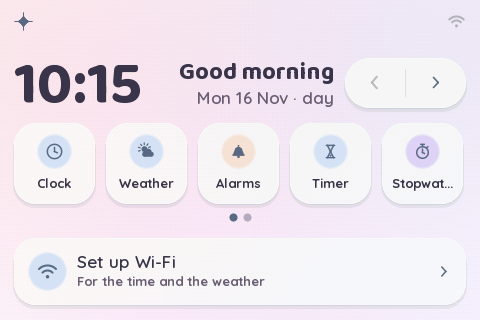 10:15
Good morning
Mon 16 Nov · day
Clock
Weather
Alarms
Timer
Stopwat...
Set up Wi-Fi
For the time and the weather